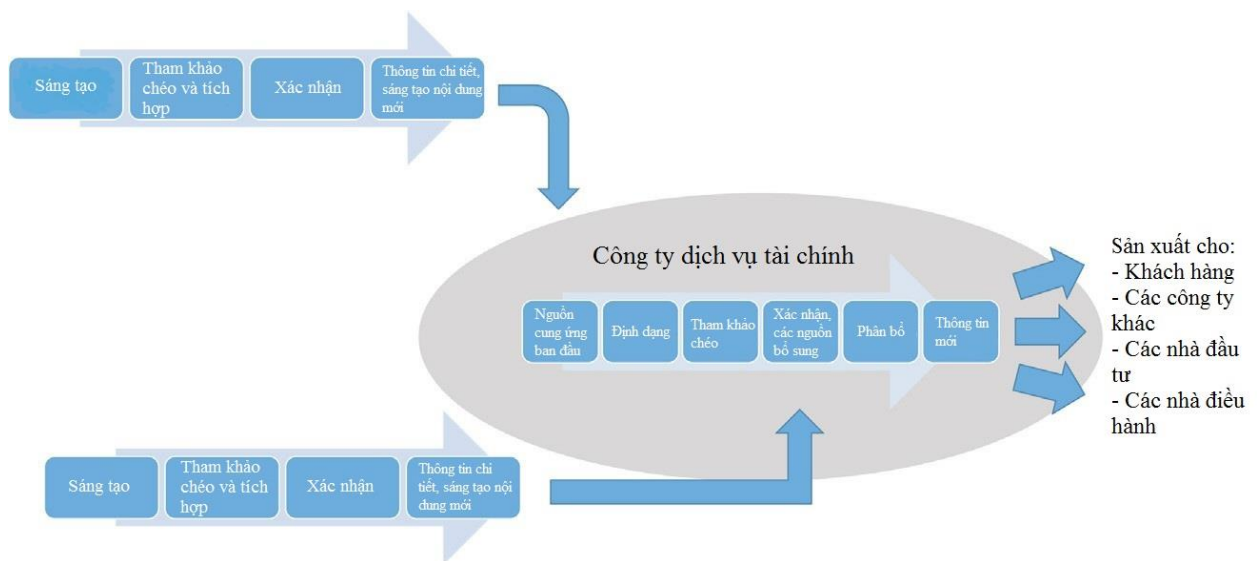 Sáng tạo
Tham khảo
chéo và tích
hợp
Xác nhận
Thông tin chi tiết,
sáng tạo nội dung
mới
Công ty dịch vụ tài chính
Nguồn
cung ứng
ban đầu
Định dạng
Tham khảo
chéo
Xác nhận,
các nguồn
bổ sung
Phân bổ
Thông tin
mới
Sản xuất cho:
- Khách hàng
- Các công ty
khác
- Các nhà đầu
tư
- Các nhà điều
hành
Sáng tạo
Tham khảo
chéo và tích
hợp
Xác nhận
Thông tin chi
tiết, sáng tạo nội
dung mới